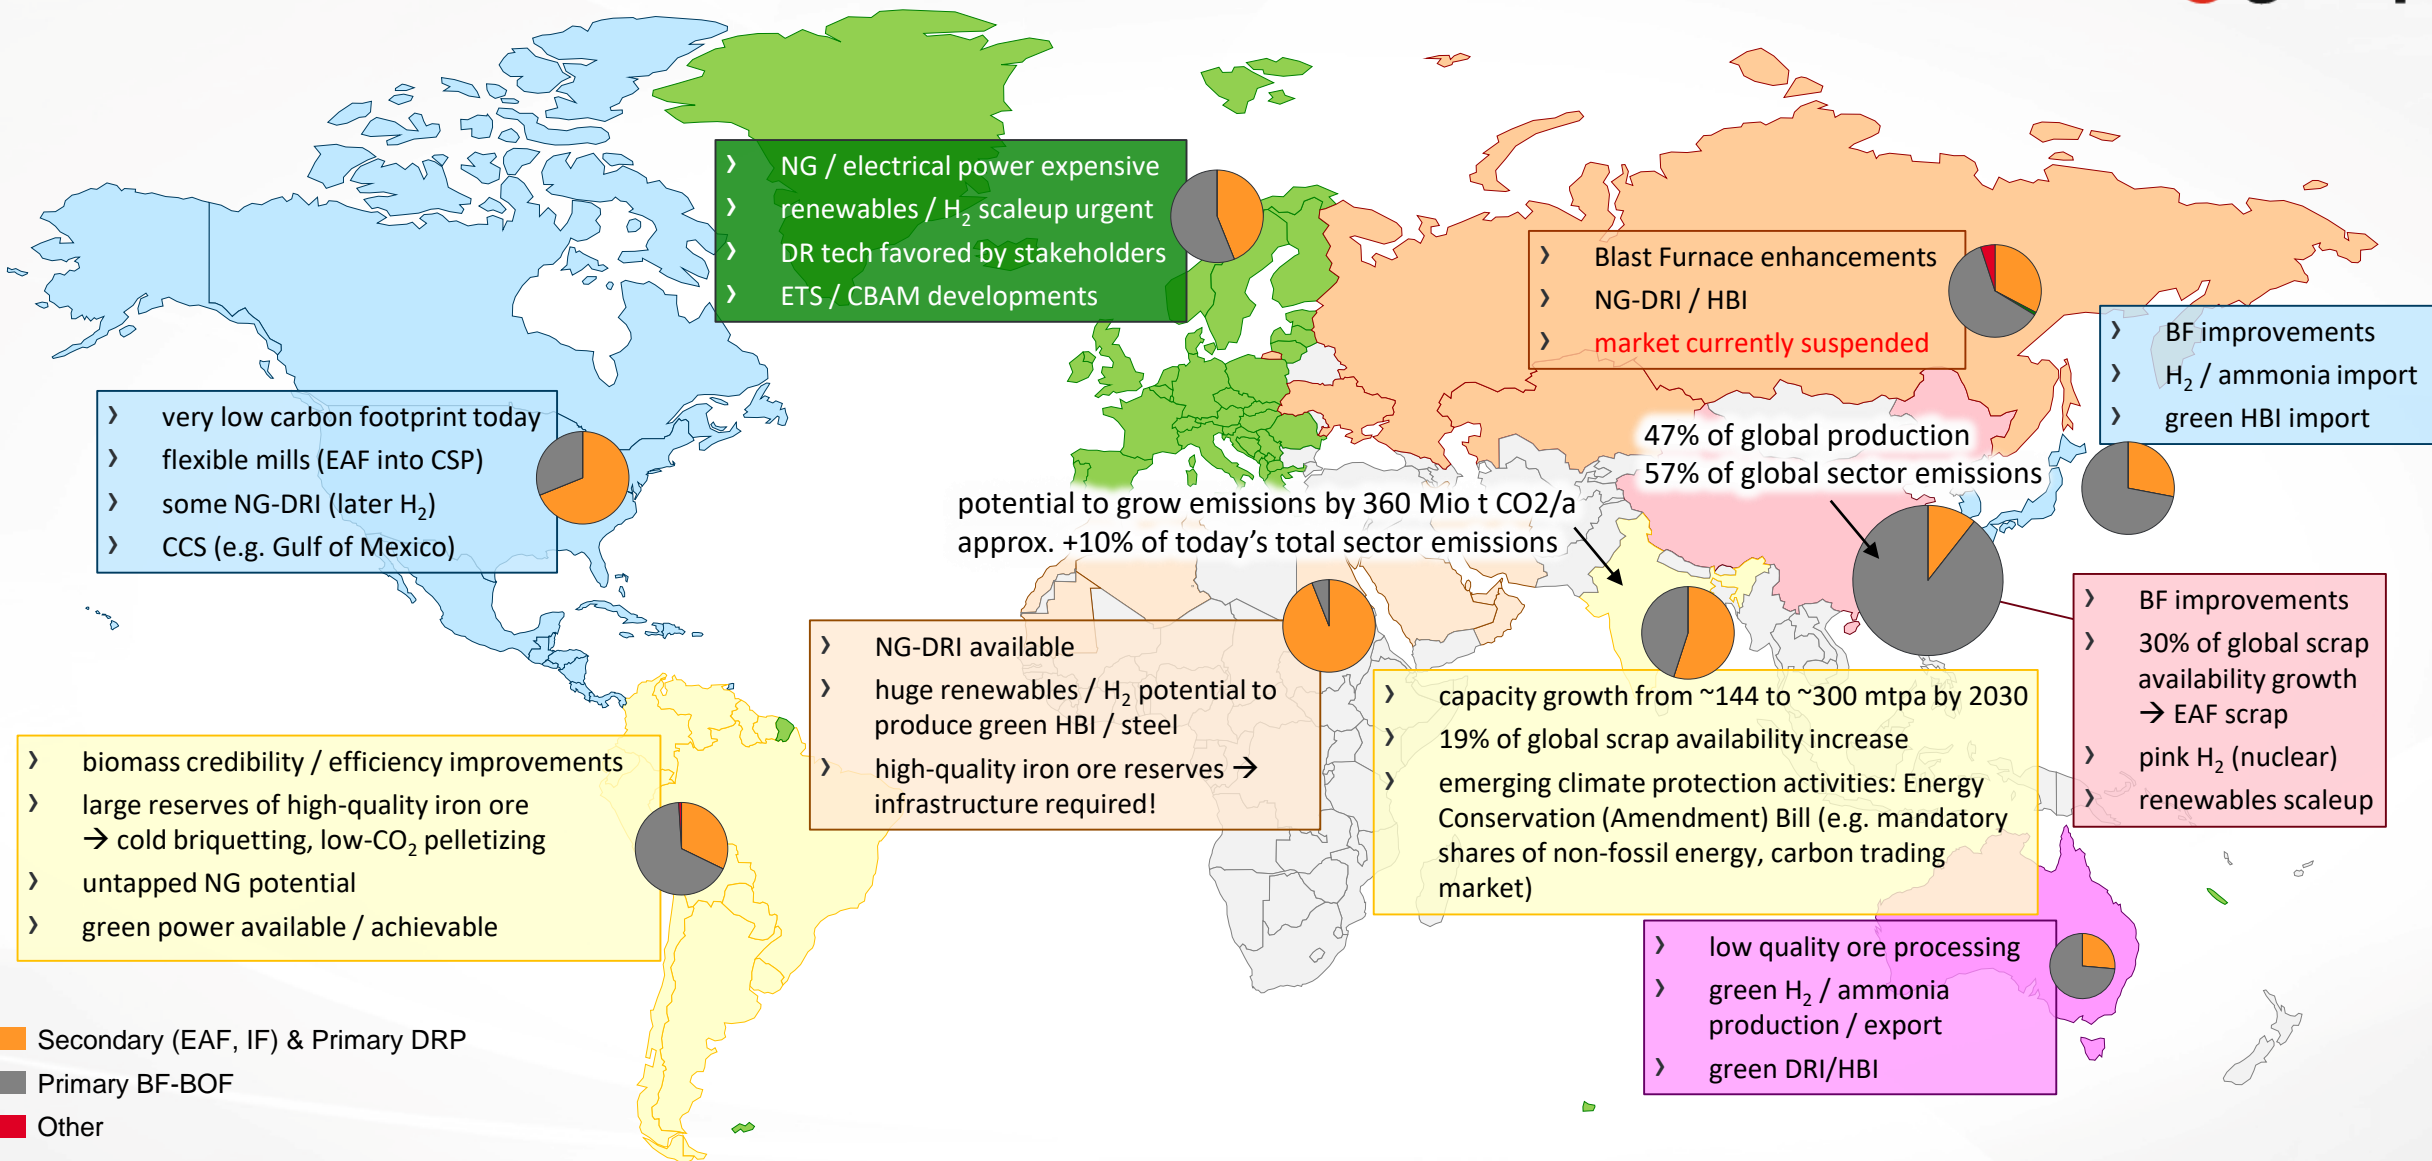 › NG / electrical power expensive
› renewables / H₂ scaleup urgent
› DR tech favored by stakeholders
› ETS / CBAM developments
› Blast Furnace enhancements
› NG-DRI / HBI
› market currently suspended
› BF improvements
› H₂ / ammonia import
› green HBI import
› very low carbon footprint today
› flexible mills (EAF into CSP)
› some NG-DRI (later H₂)
› CCS (e.g. Gulf of Mexico)
47% of global production
57% of global sector emissions
potential to grow emissions by 360 Mio t CO2/a
approx. +10% of today’s total sector emissions
› BF improvements
› 30% of global scrap
availability growth
→ EAF scrap
› pink H₂ (nuclear)
› renewables scaleup
› NG-DRI available
› huge renewables / H₂ potential to
produce green HBI / steel
› high-quality iron ore reserves →
infrastructure required!
› capacity growth from ~144 to ~300 mtpa by 2030
› 19% of global scrap availability increase
› emerging climate protection activities: Energy
Conservation (Amendment) Bill (e.g. mandatory
shares of non-fossil energy, carbon trading
market)
› biomass credibility / efficiency improvements
› large reserves of high-quality iron ore
→ cold briquetting, low-CO₂ pelletizing
› untapped NG potential
› green power available / achievable
› low quality ore processing
› green H₂ / ammonia
production / export
› green DRI/HBI
Secondary (EAF, IF) & Primary DRP
Primary BF-BOF
Other